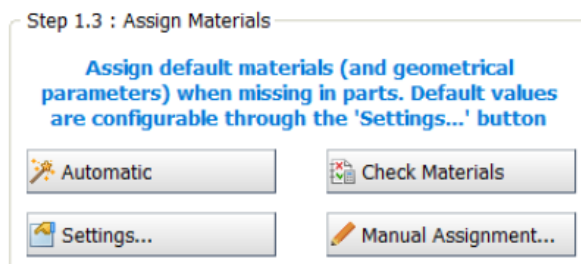 Step 1.3 : Assign Materials
Assign default materials (and geometrical
parameters) when missing in parts. Default values
are configurable through the 'Settings...' button
Automatic
Check Materials
Settings...
Manual Assignment...